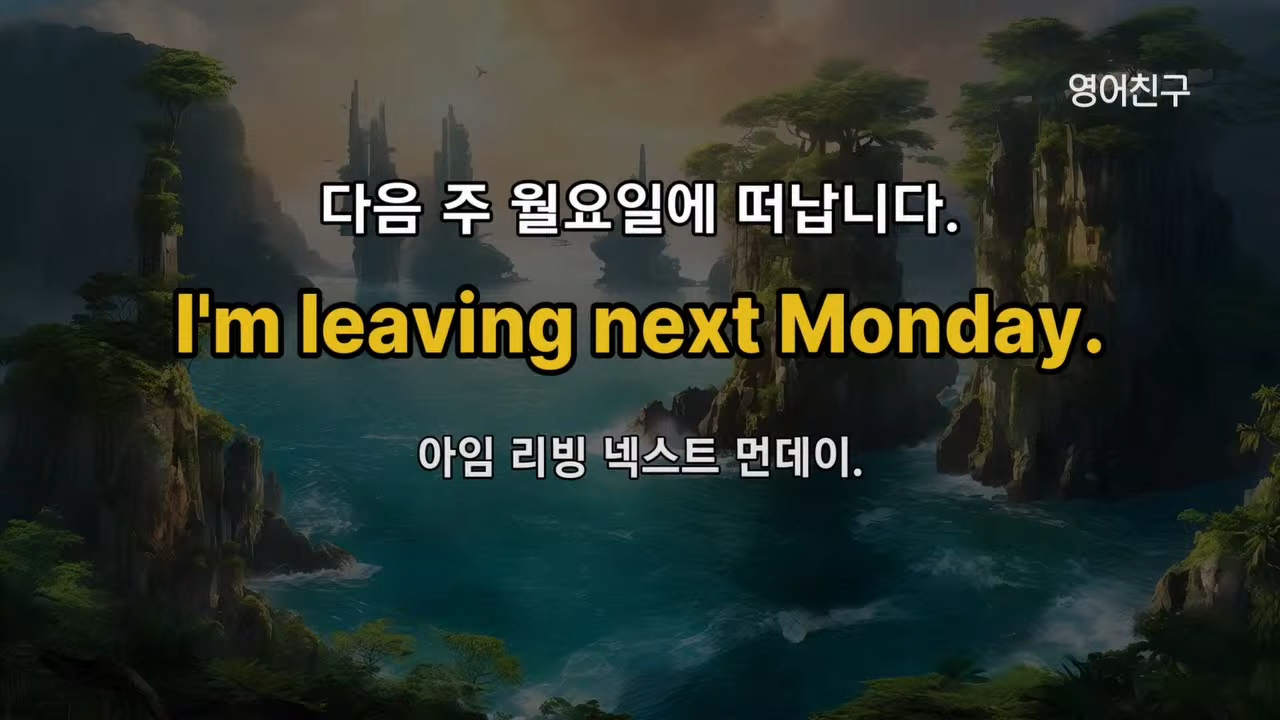 영어친구
다음 주 월요일에 떠납니다.
I'm leaving next Monday.
아임 리빙 넥스트 먼데이.